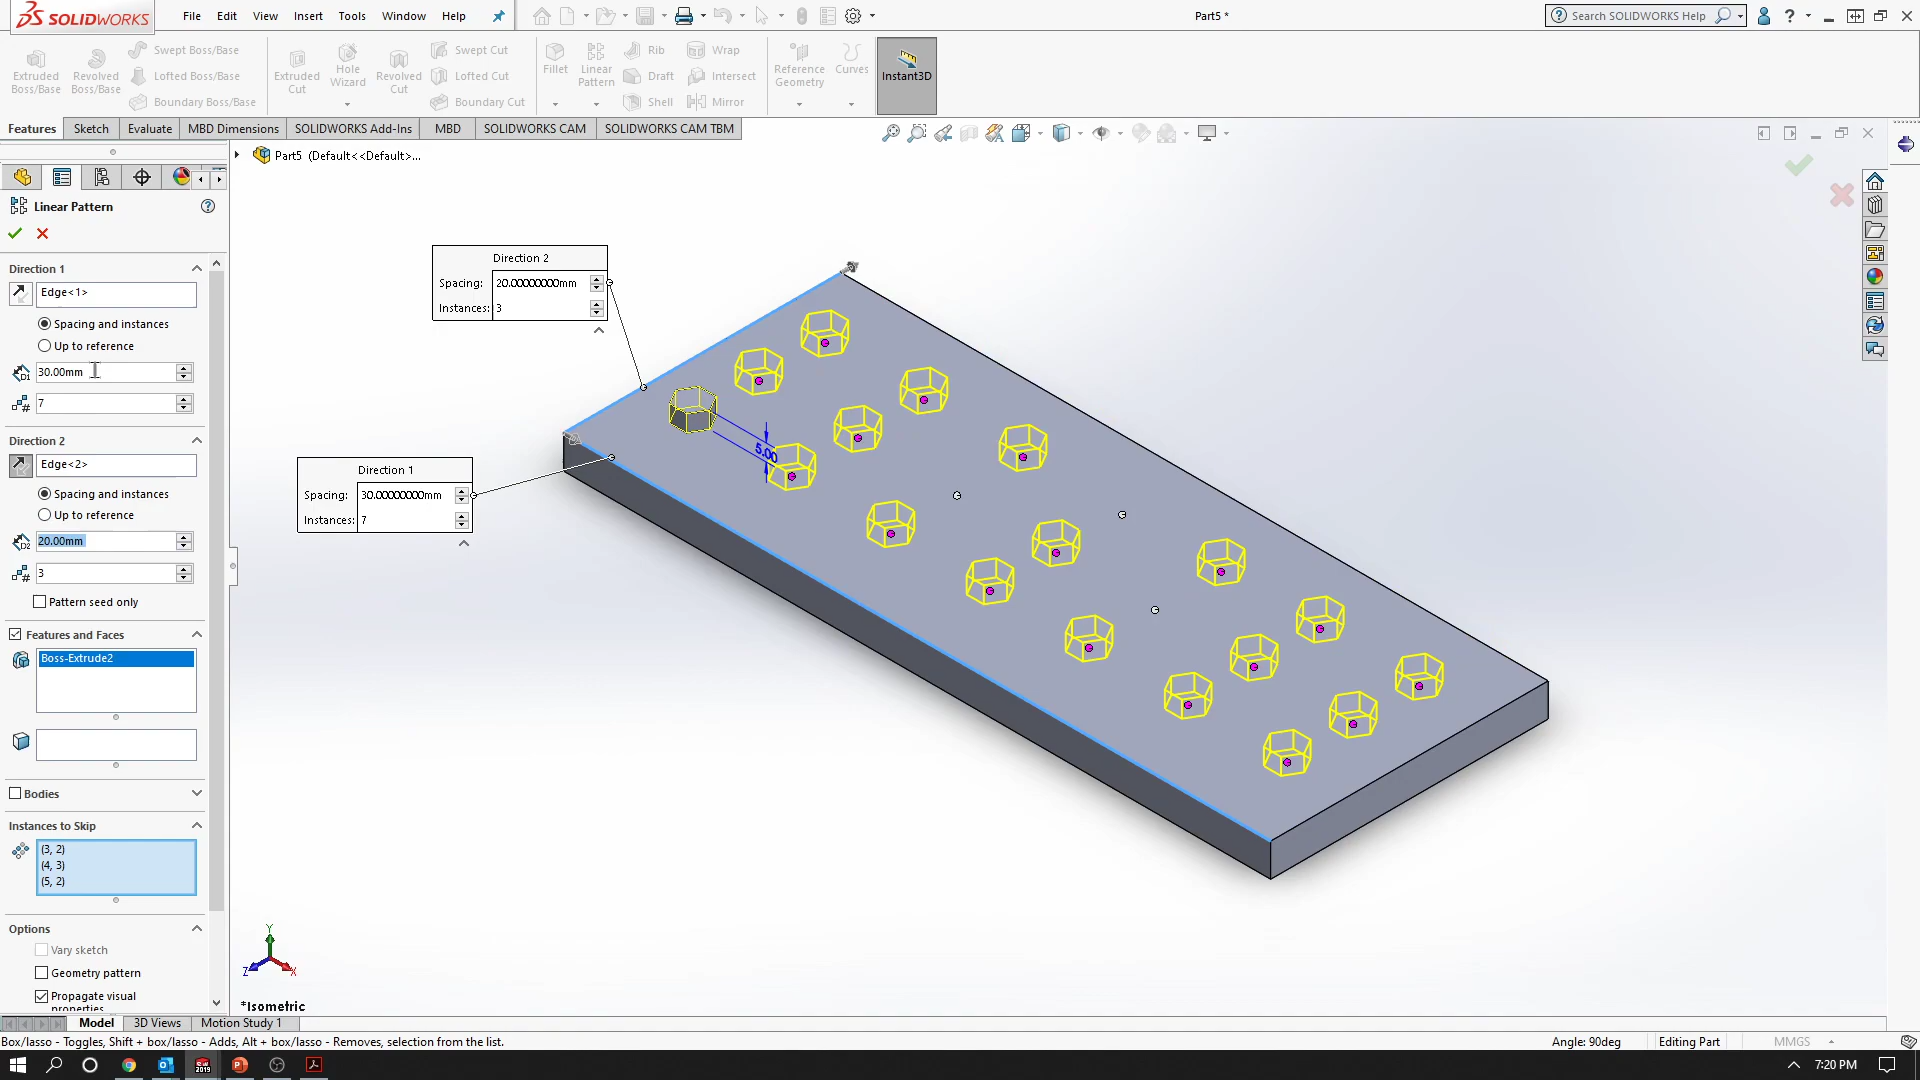 SOLIDWORKS
File Edit View Insert Tools Window Help
Part5 *
Search SOLIDWORKS Help
Extruded Boss/Base
Revolved Boss/Base
Swept Boss/Base
Lofted Boss/Base
Boundary Boss/Base
Extruded Cut
Hole Wizard
Revolved Cut
Swept Cut
Lofted Cut
Boundary Cut
Fillet
Linear Pattern
Rib
Draft
Shell
Wrap
Intersect
Mirror
Reference Geometry
Curves
Instant3D
Features Sketch Evaluate MBD Dimensions SOLIDWORKS Add-Ins MBD SOLIDWORKS CAM SOLIDWORKS CAM TBM
Part5 (Default<<Default>...
Linear Pattern
Direction 1
Edge<1>
Spacing and instances
Up to reference
D1 30.00mm
# 7
Direction 2
Edge<2>
Spacing and instances
Up to reference
D2 20.00mm
# 3
Pattern seed only
Features and Faces
Boss-Extrude2
Bodies
Instances to Skip
(3, 2)
(4, 3)
(5, 2)
Options
Vary sketch
Geometry pattern
Propagate visual
properties
Direction 2
Spacing: 20.00000000mm
Instances: 3
Direction 1
Spacing: 30.00000000mm
Instances: 7
5.00
Y
Z
X
*Isometric
Model 3D Views Motion Study 1
Box/lasso - Toggles, Shift + box/lasso - Adds, Alt + box/lasso - Removes, selection from the list.
Angle: 90deg Editing Part MMGS
SW
2019
7:20 PM